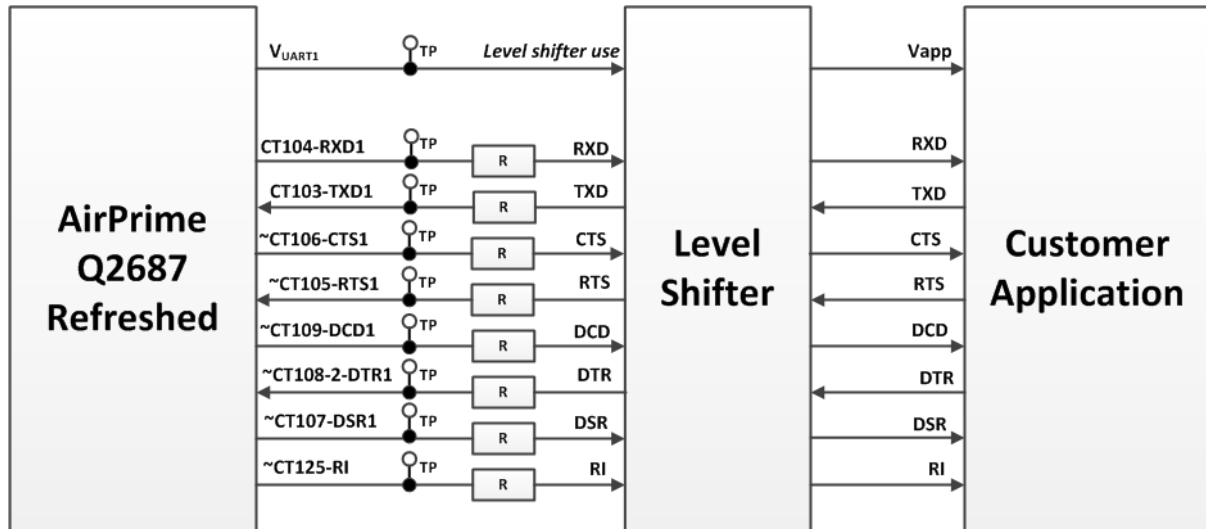 V_UART1 TP Level shifter use Vapp
CT104-RXD1 TP R RXD RXD
CT103-TXD1 TP R TXD TXD
~CT106-CTS1 TP R CTS CTS
~CT105-RTS1 TP R RTS RTS
~CT109-DCD1 TP R DCD DCD
~CT108-2-DTR1 TP R DTR DTR
~CT107-DSR1 TP R DSR DSR
~CT125-RI TP R RI RI
AirPrime
Q2687
Refreshed
Level
Shifter
Customer
Application